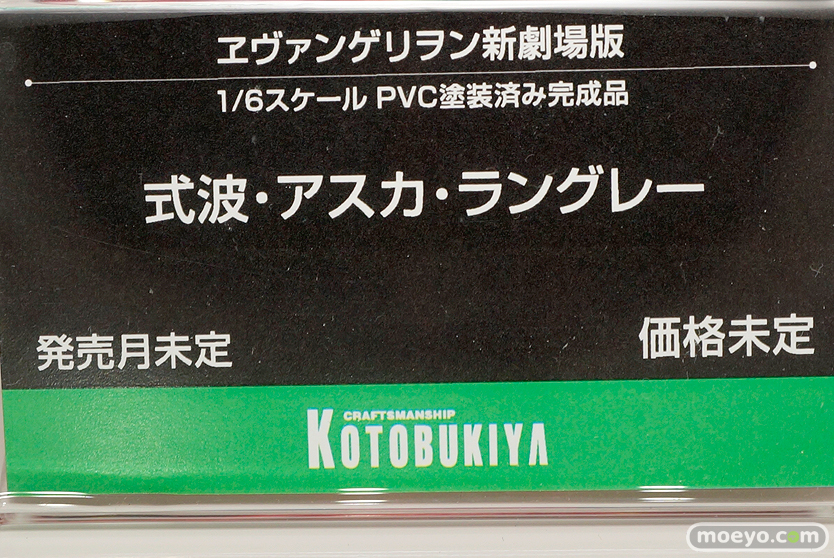 ヱヴァンゲリヲン新劇場版
1/6スケール PVC塗装済み完成品
式波・アスカ・ラングレー
発売月未定
価格未定
CRAFTSMANSHIP
KOTOBUKIYA
moeyo.com